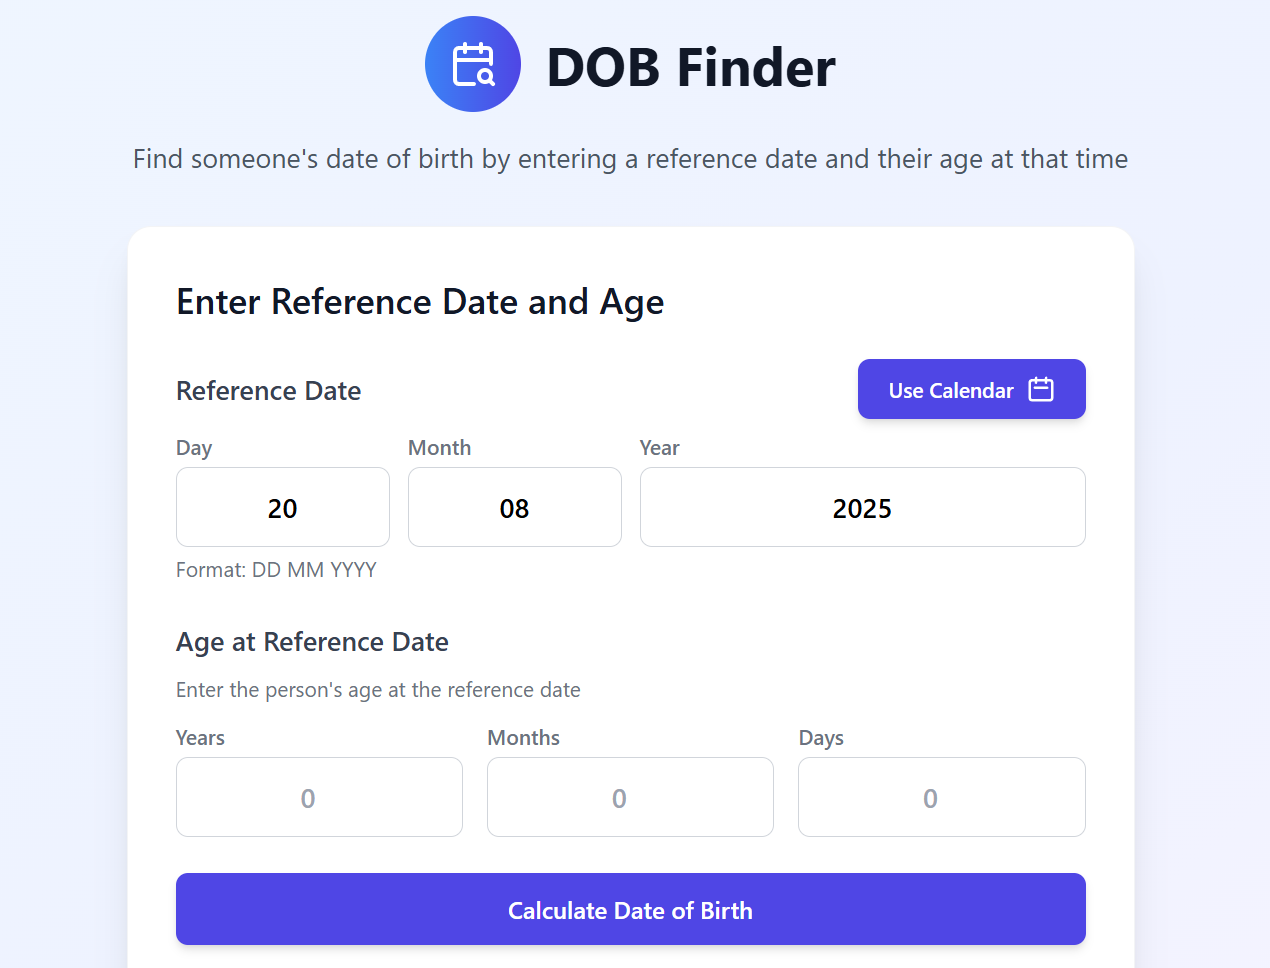 DOB Finder
Find someone's date of birth by entering a reference date and their age at that time
Enter Reference Date and Age
Reference Date
Use Calendar
Day Month Year
20 08 2025
Format: DD MM YYYY
Age at Reference Date
Enter the person's age at the reference date
Years Months Days
0 0 0
Calculate Date of Birth